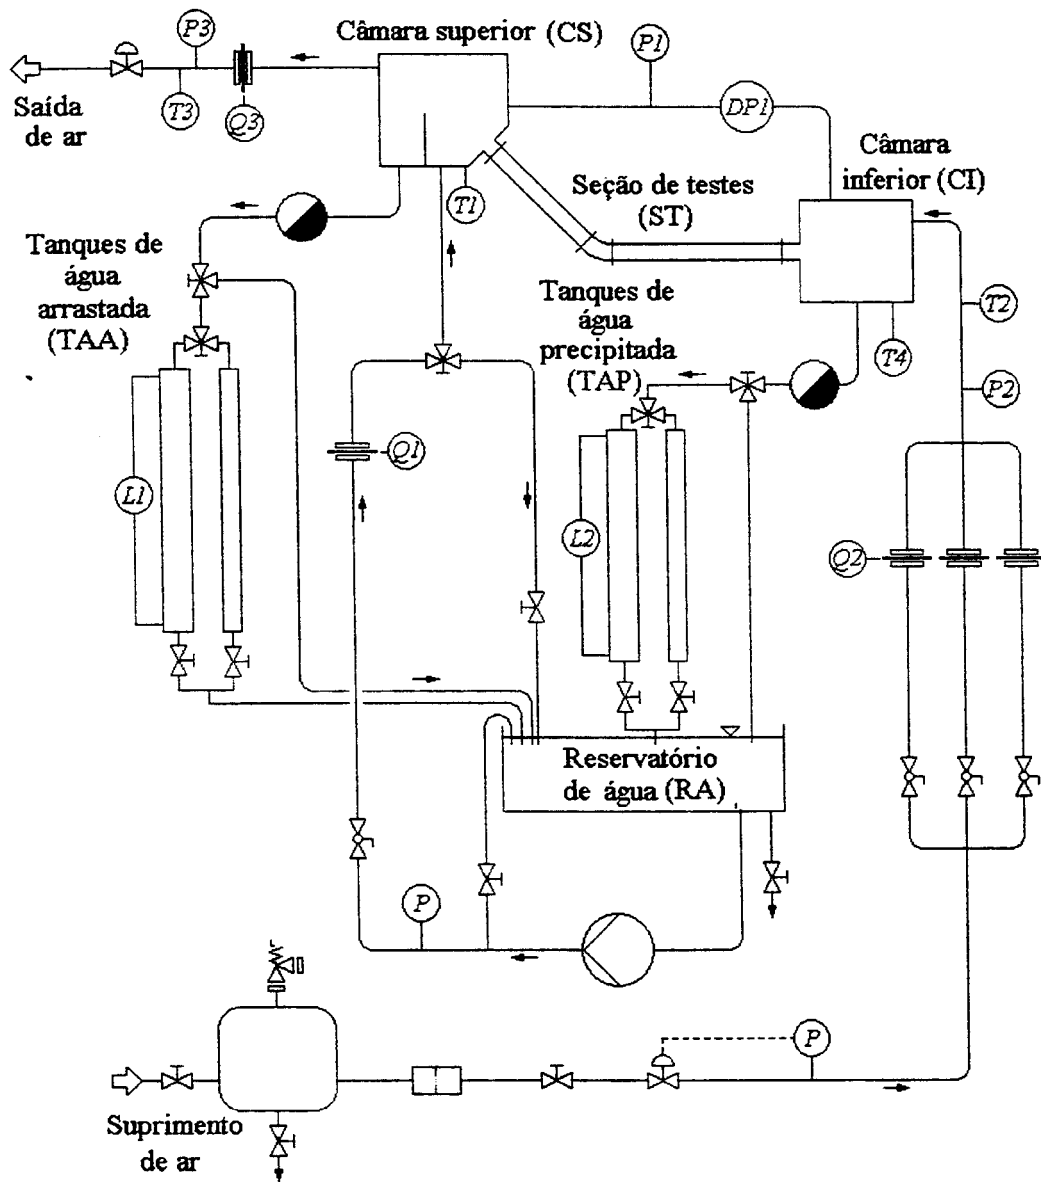 Câmara superior (CS)
P3
P1
Saída
de ar
T3
Q3
DP1
Câmara
inferior (CI)
T1
Seção de testes
(ST)
Tanques de
água
arrastada
(TAA)
Tanques de
água
precipitada
(TAP)
T2
T4
P2
Q1
L1
L2
Q2
Reservatório
de água (RA)
P
P
Suprimento
de ar